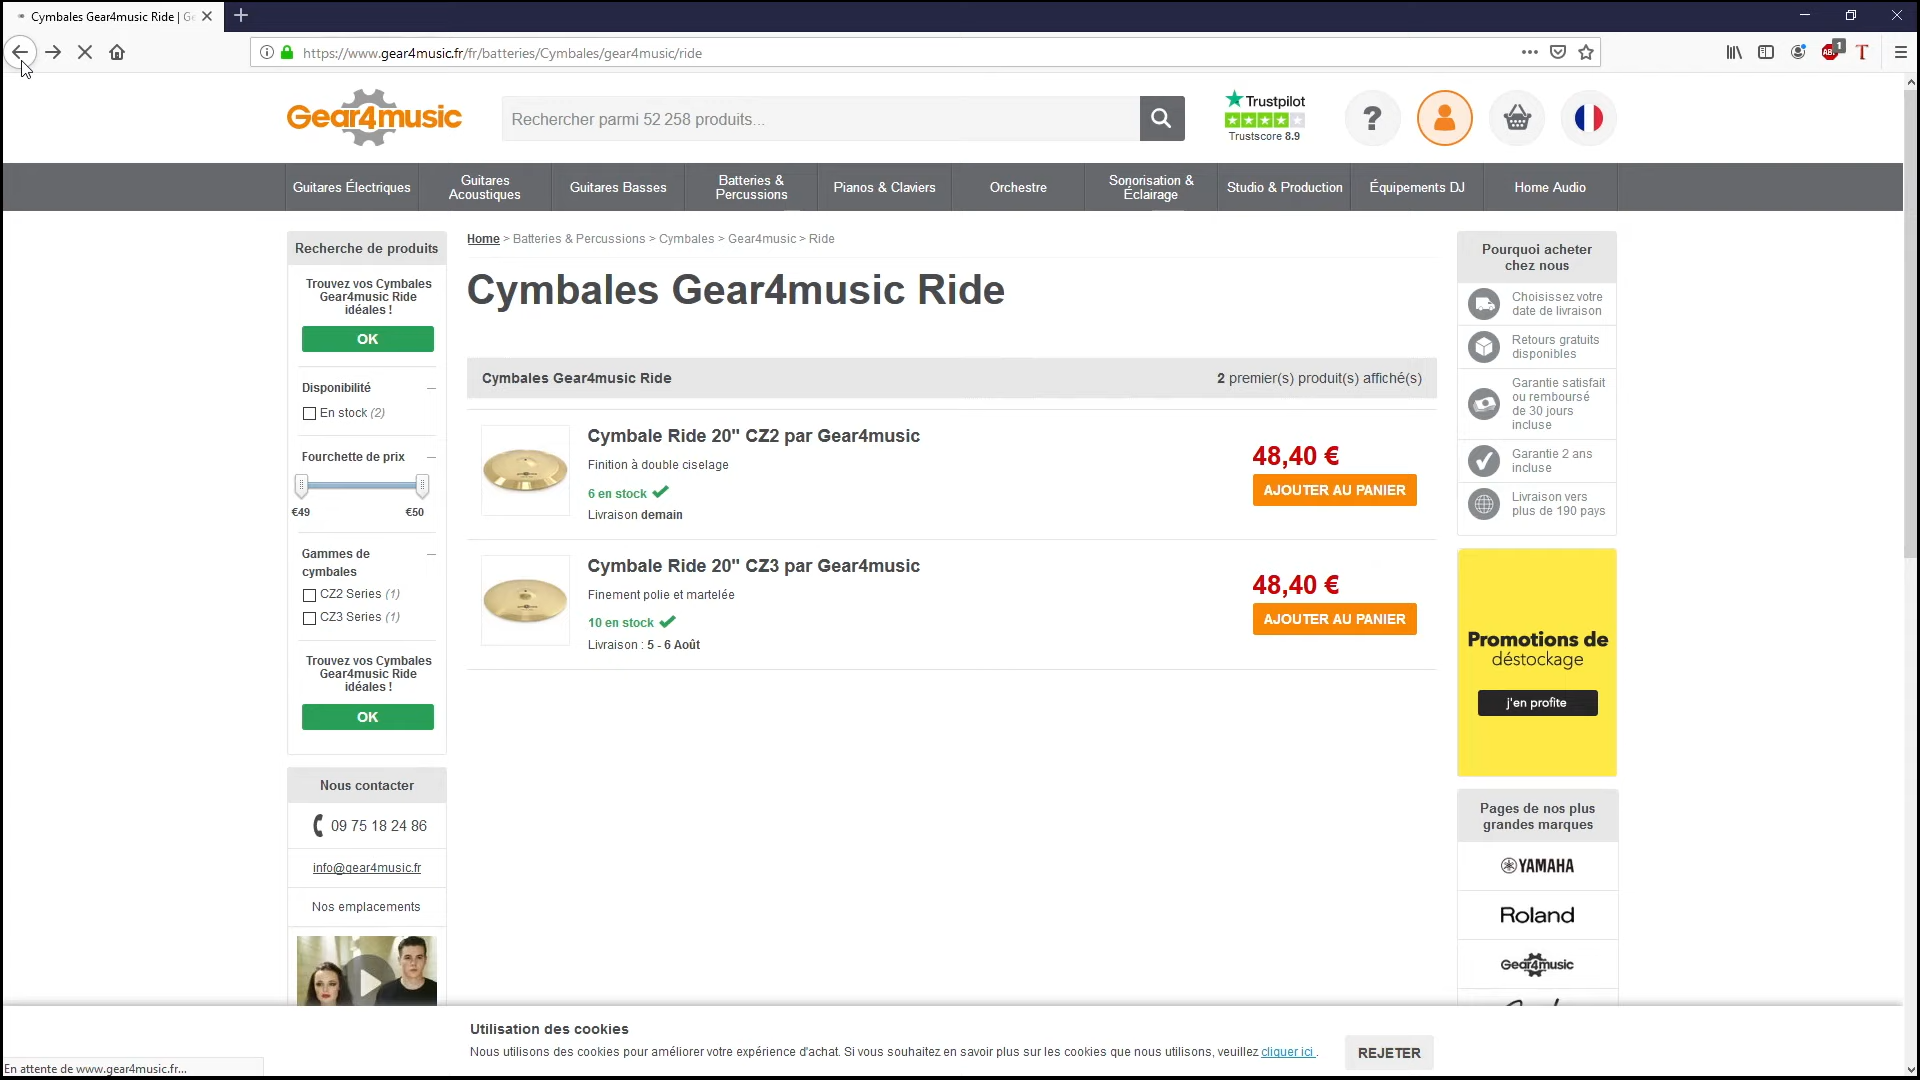 Cymbales Gear4music Ride | Ge
https://www.gear4music.fr/fr/batteries/Cymbales/gear4music/ride
1
Gear4music
Rechercher parmi 52 258 produits...
Trustpilot
Trustscore 8.9
?
Guitares Électriques
Guitares
Acoustiques
Guitares Basses
Batteries &
Percussions
Pianos & Claviers
Orchestre
Sonorisation &
Éclairage
Studio & Production
Équipements DJ
Home Audio
Recherche de produits
Trouvez vos Cymbales
Gear4music Ride
idéales !
OK
Disponibilité
En stock (2)
Fourchette de prix
€49 €50
Gammes de
cymbales
CZ2 Series (1)
CZ3 Series (1)
Trouvez vos Cymbales
Gear4music Ride
idéales !
OK
Nous contacter
09 75 18 24 86
info@gear4music.fr
Nos emplacements
Home > Batteries & Percussions > Cymbales > Gear4music > Ride
Cymbales Gear4music Ride
Cymbales Gear4music Ride
2 premier(s) produit(s) affiché(s)
Cymbale Ride 20" CZ2 par Gear4music
Finition à double ciselage
6 en stock
Livraison demain
48,40 €
AJOUTER AU PANIER
Cymbale Ride 20" CZ3 par Gear4music
Finement polie et martelée
10 en stock
Livraison : 5 - 6 Août
48,40 €
AJOUTER AU PANIER
Pourquoi acheter
chez nous
Choisissez votre
date de livraison
Retours gratuits
disponibles
Garantie satisfait
ou remboursé
de 30 jours
incluse
Garantie 2 ans
incluse
Livraison vers
plus de 190 pays
Promotions de
déstockage
j'en profite
Pages de nos plus
grandes marques
YAMAHA
Roland
Gear4music
Utilisation des cookies
Nous utilisons des cookies pour améliorer votre expérience d'achat. Si vous souhaitez en savoir plus sur les cookies que nous utilisons, veuillez cliquer ici .
REJETER
En attente de www.gear4music.fr...